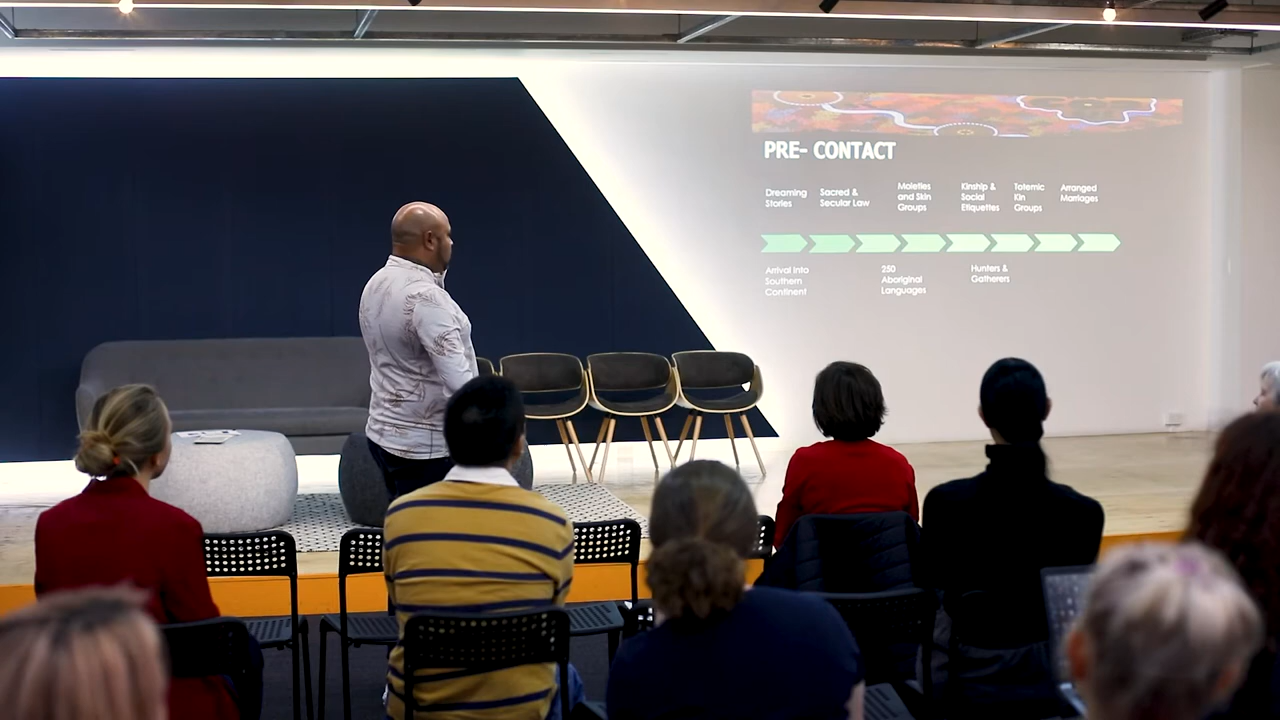 PRE- CONTACT
Dreaming
Stories
Sacred &
Secular Law
Moieties
and Skin
Groups
Kinship &
Social
Etiquettes
Totemic
Kin
Groups
Arranged
Marriages
Arrival into
Southern
Continent
250
Aboriginal
Languages
Hunters &
Gatherers